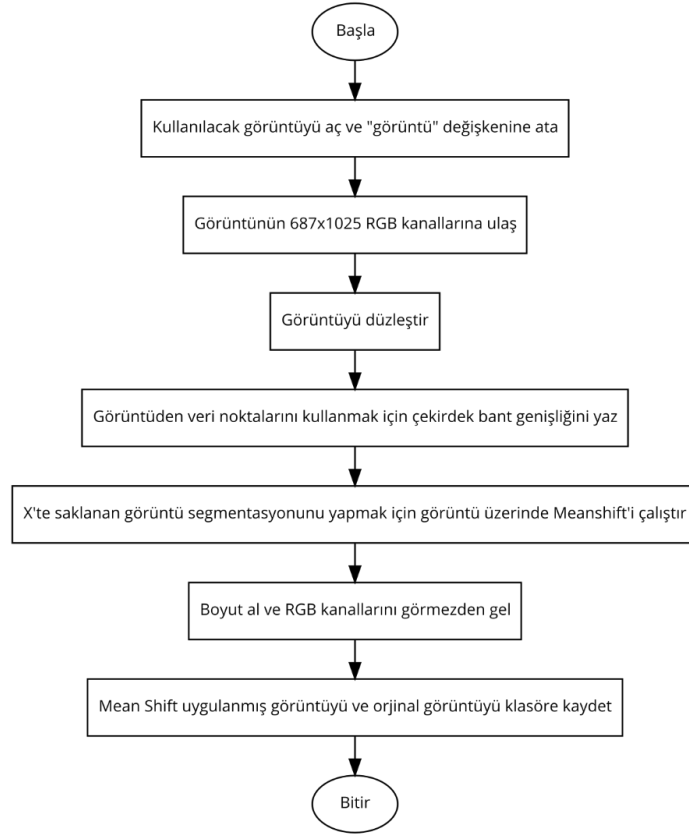 Başla
Kullanılacak görüntüyü aç ve "görüntü" değişkenine ata
Görüntünün 687x1025 RGB kanallarına ulaş
Görüntüyü düzleştir
Görüntüden veri noktalarını kullanmak için çekirdek bant genişliğini yaz
X'te saklanan görüntü segmentasyonunu yapmak için görüntü üzerinde Meanshift'i çalıştır
Boyut al ve RGB kanallarını görmezden gel
Mean Shift uygulanmış görüntüyü ve orjinal görüntüyü klasöre kaydet
Bitir